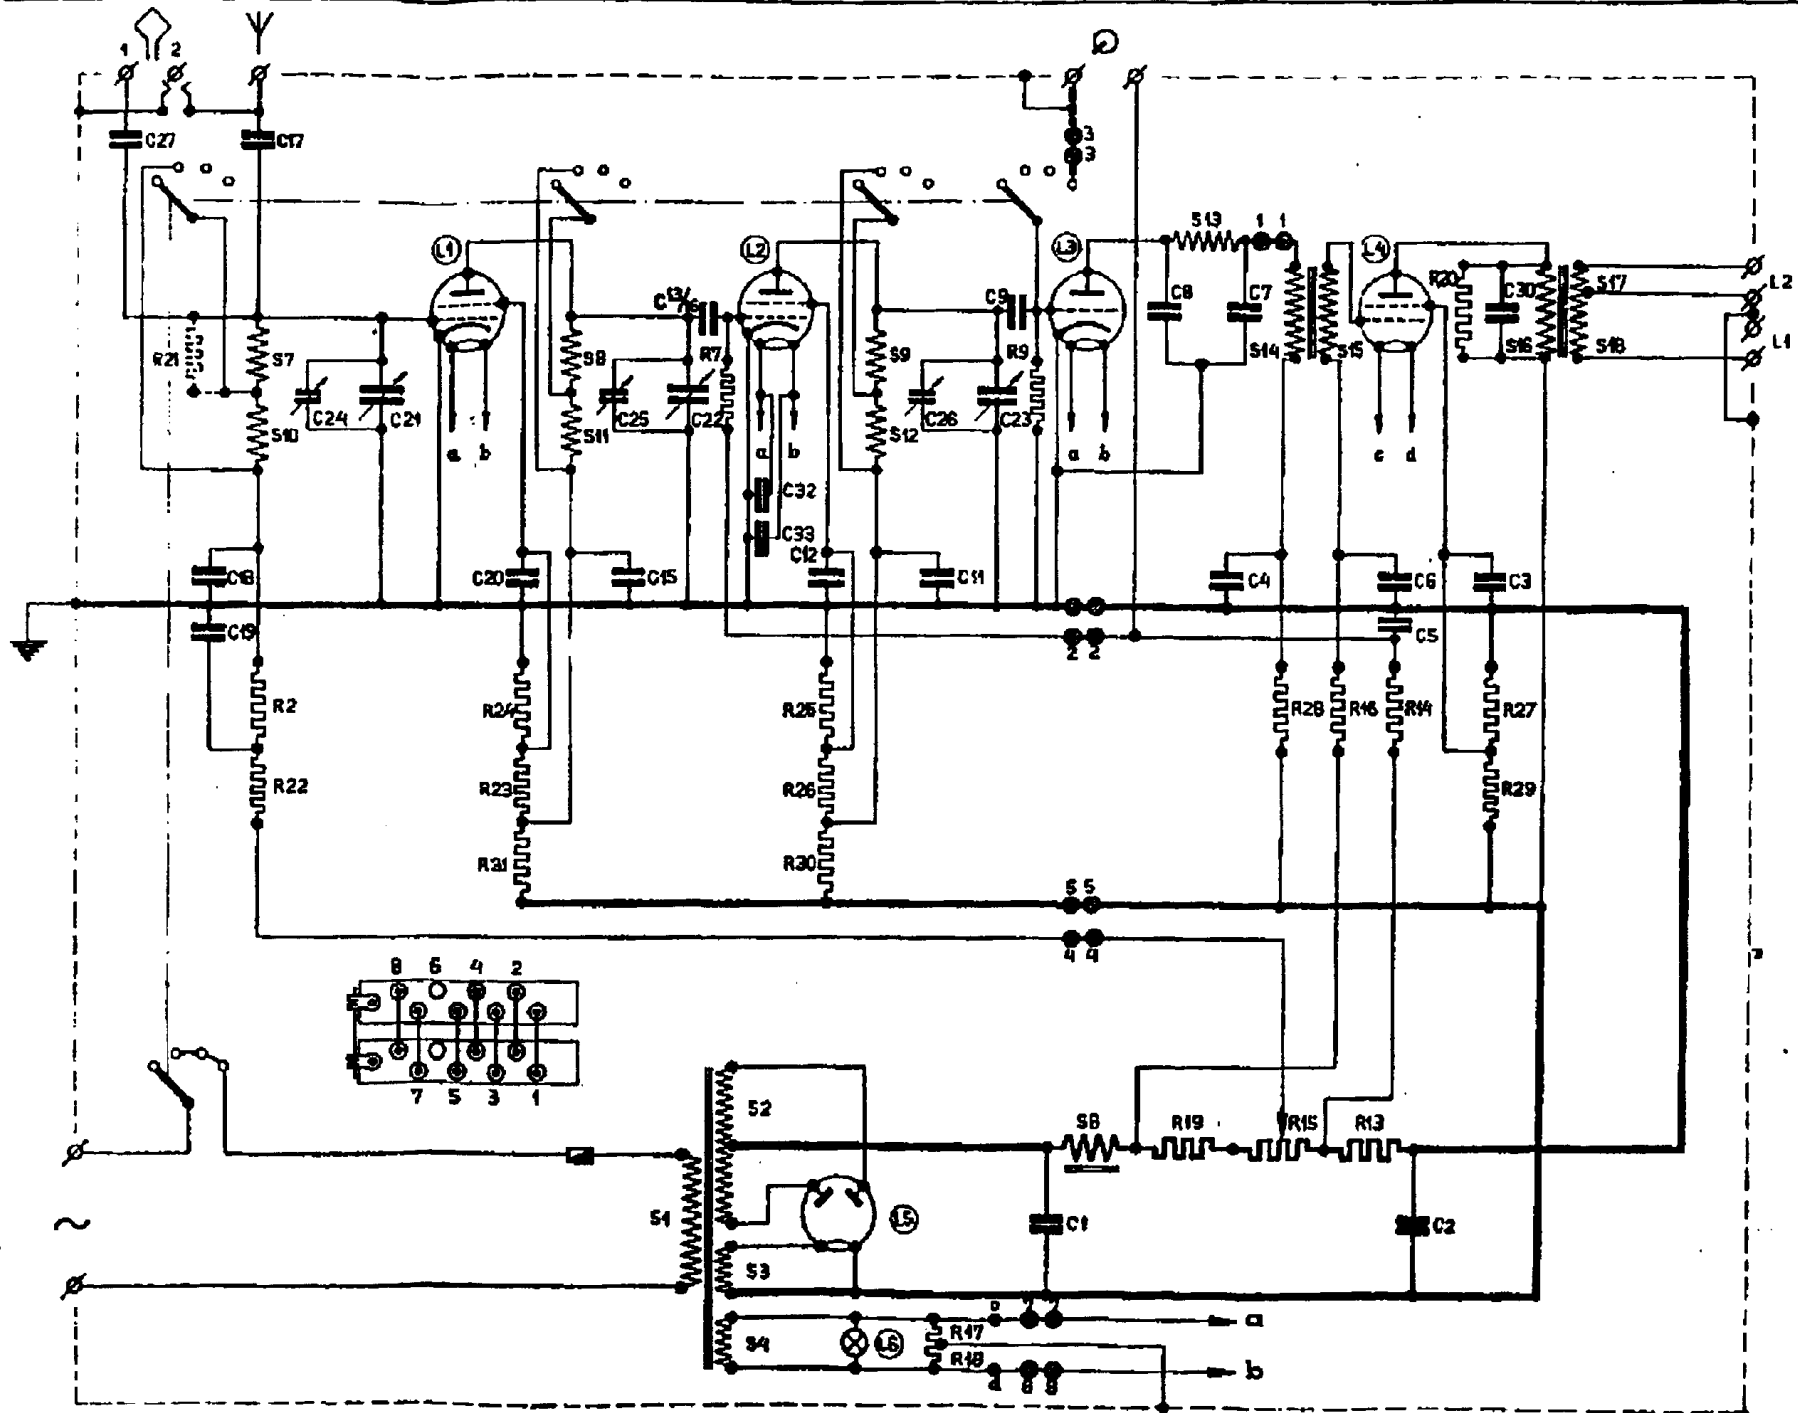 1 2
C27 C17
3
3
L1 L2 L3 S13 1 1 L4
C13/ C9 C8 C7 R20 C30 S17 L2
R21 S7 S8 R7 S9 R9 S14 S15 S16 S18 L1
C24 C21 C25 C22 C26 C23
S10 S11 S12
a b a b a b c d
C32
C33
C18 C20 C15 C12 C11 C4 C6 C3
C19 C5
2 2
R2 R24 R25 R28 R16 R14 R27
R22 R23 R26 R29
R31 R30
5 5
4 4
8 6 4 2
7 5 3 1
S2 S8 R19 R15 R13
S1 L5 C1 C2
S3
S4 L6 R17 a
R18 b